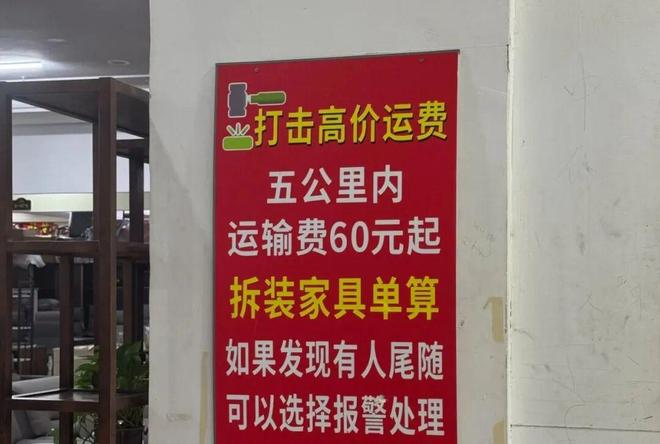 打击高价运费
五公里内
运输费60元起
拆装家具单算
如果发现有人尾随
可以选择报警处理